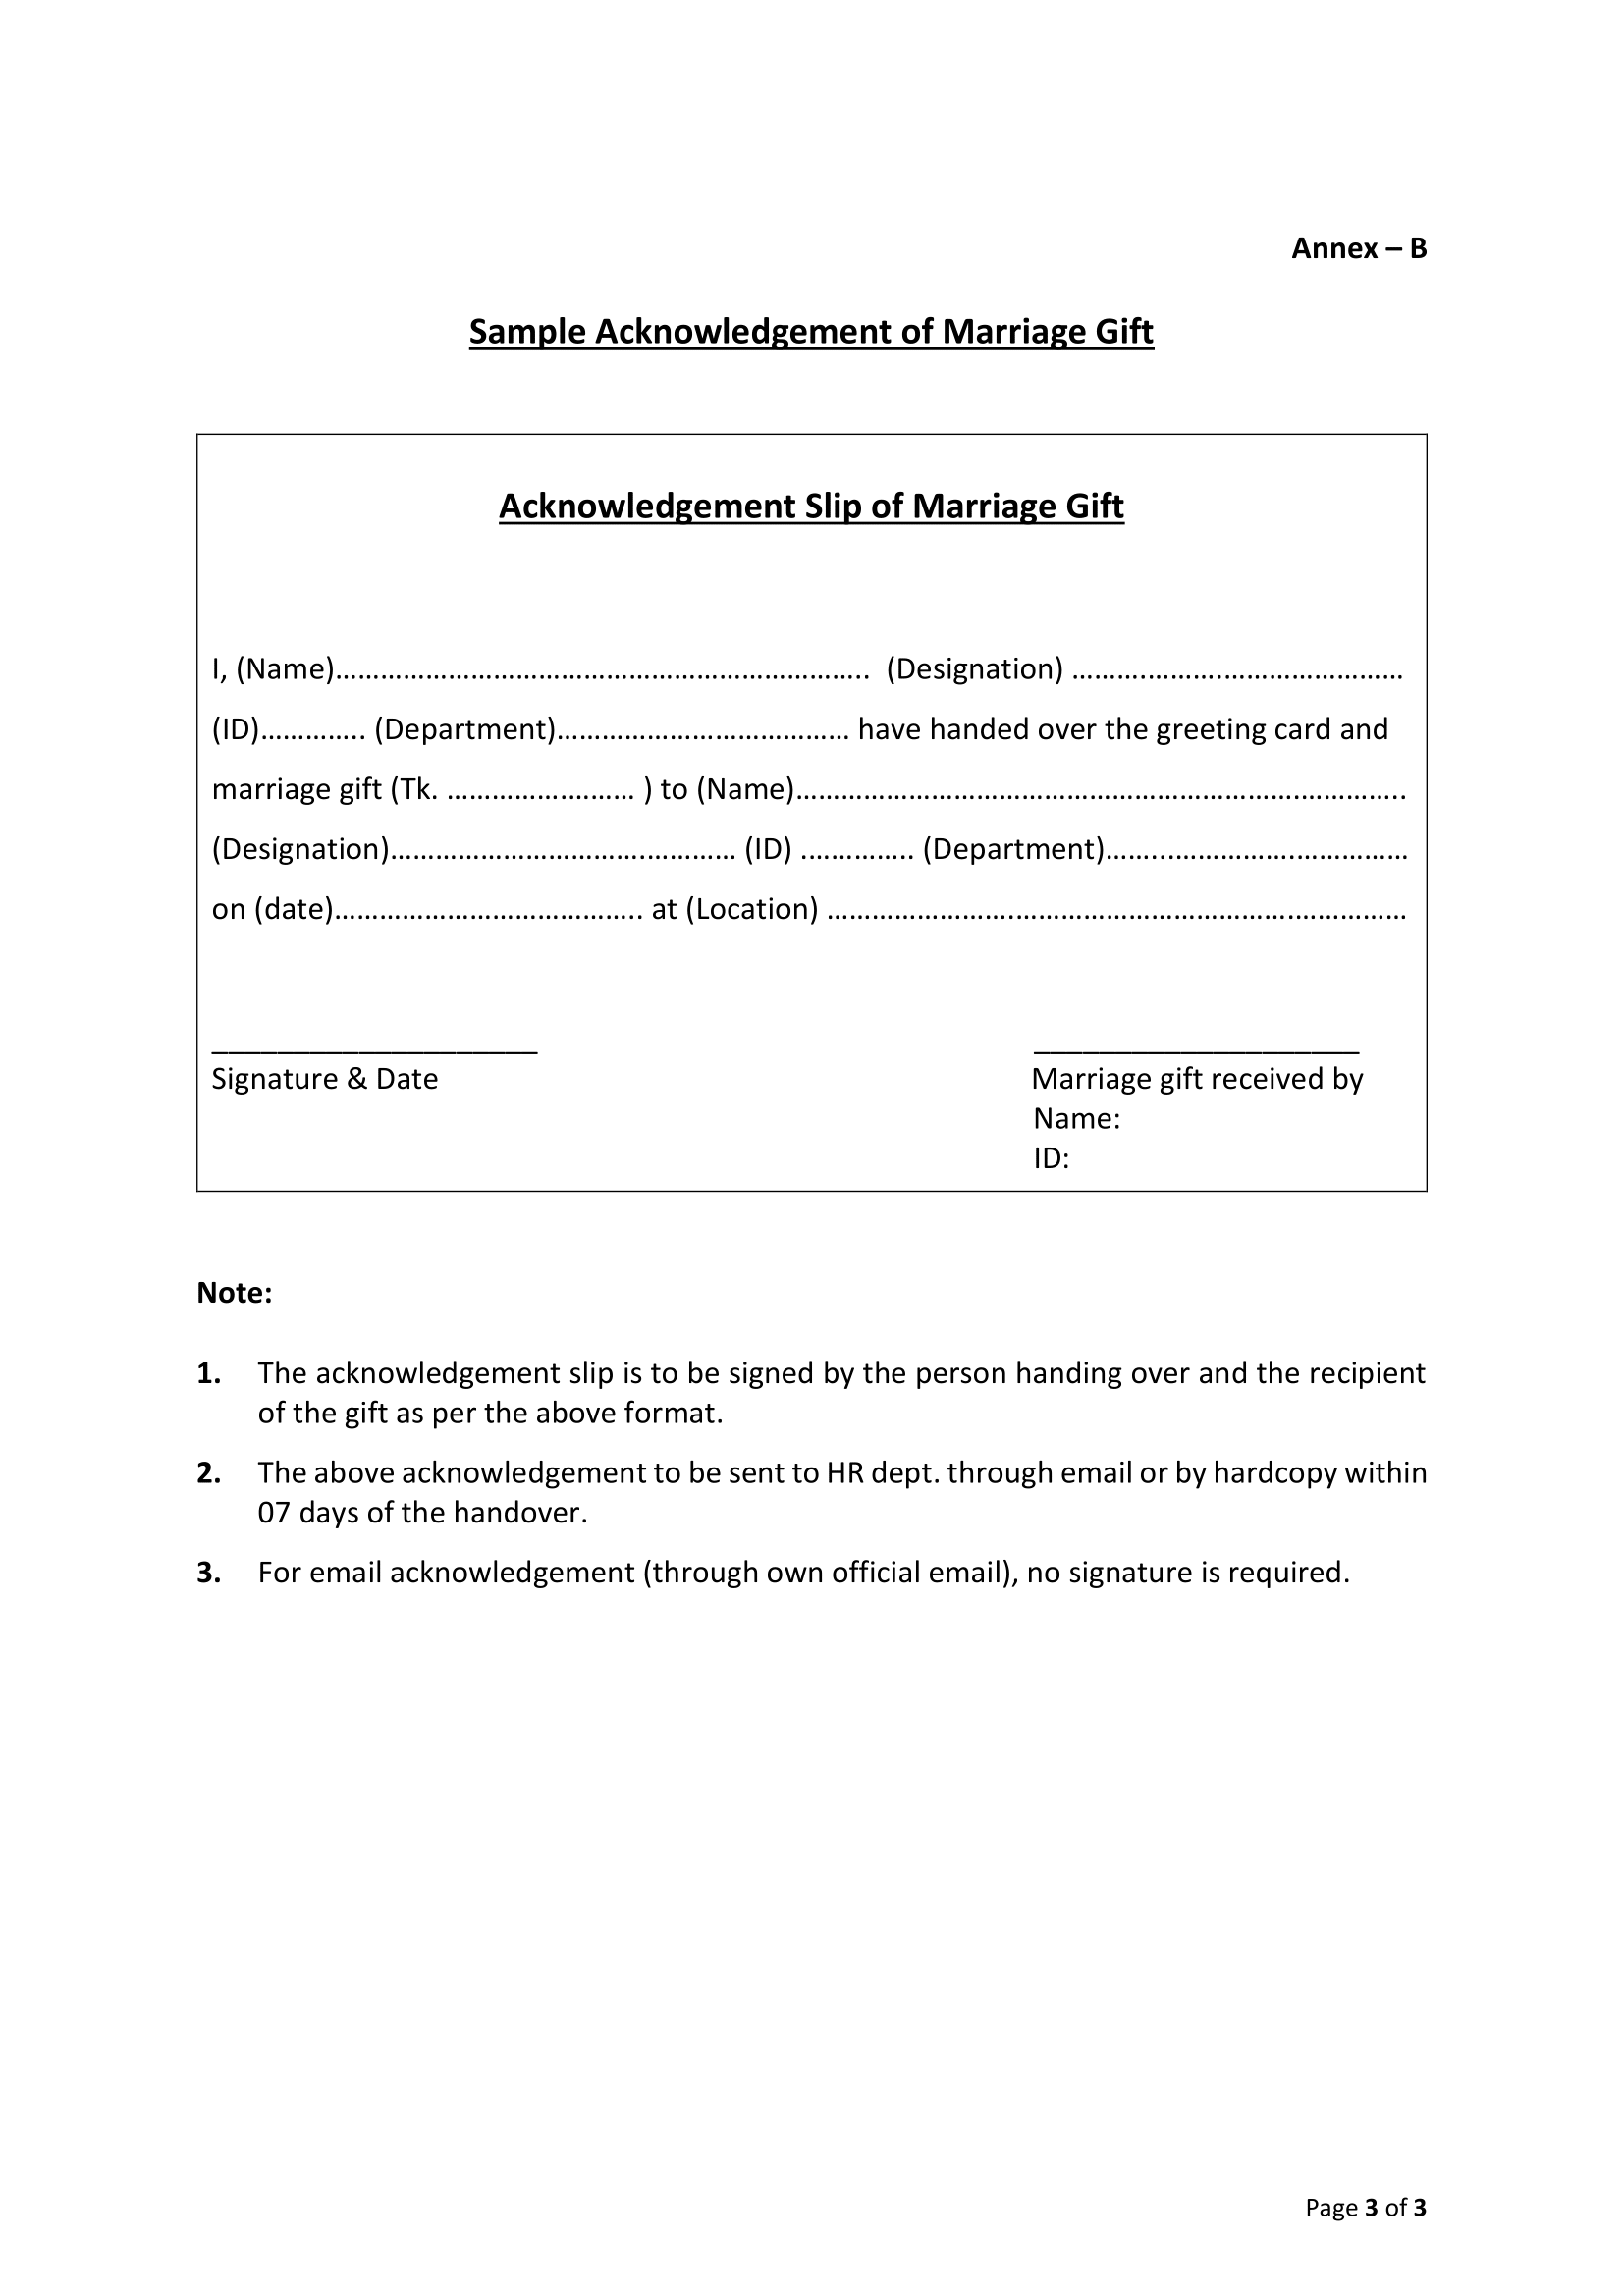 Annex – B
Sample Acknowledgement of Marriage Gift
Acknowledgement Slip of Marriage Gift
I, (Name)…………………………………………………………….. (Designation) ……….……….……………………
(ID)………….. (Department)………………………………… have handed over the greeting card and
marriage gift (Tk. ……………..…….. ) to (Name)………………………………………………………….…………..
(Designation)…………………………….………… (ID) ………….. (Department)……..…………….……………
on (date)………………………………….. at (Location) …………………….……………………………….…………..
____________________ ____________________
Signature & Date Marriage gift received by
Name:
ID:
Note:
1. The acknowledgement slip is to be signed by the person handing over and the recipient
of the gift as per the above format.
2. The above acknowledgement to be sent to HR dept. through email or by hardcopy within
07 days of the handover.
3. For email acknowledgement (through own official email), no signature is required.
Page 3 of 3